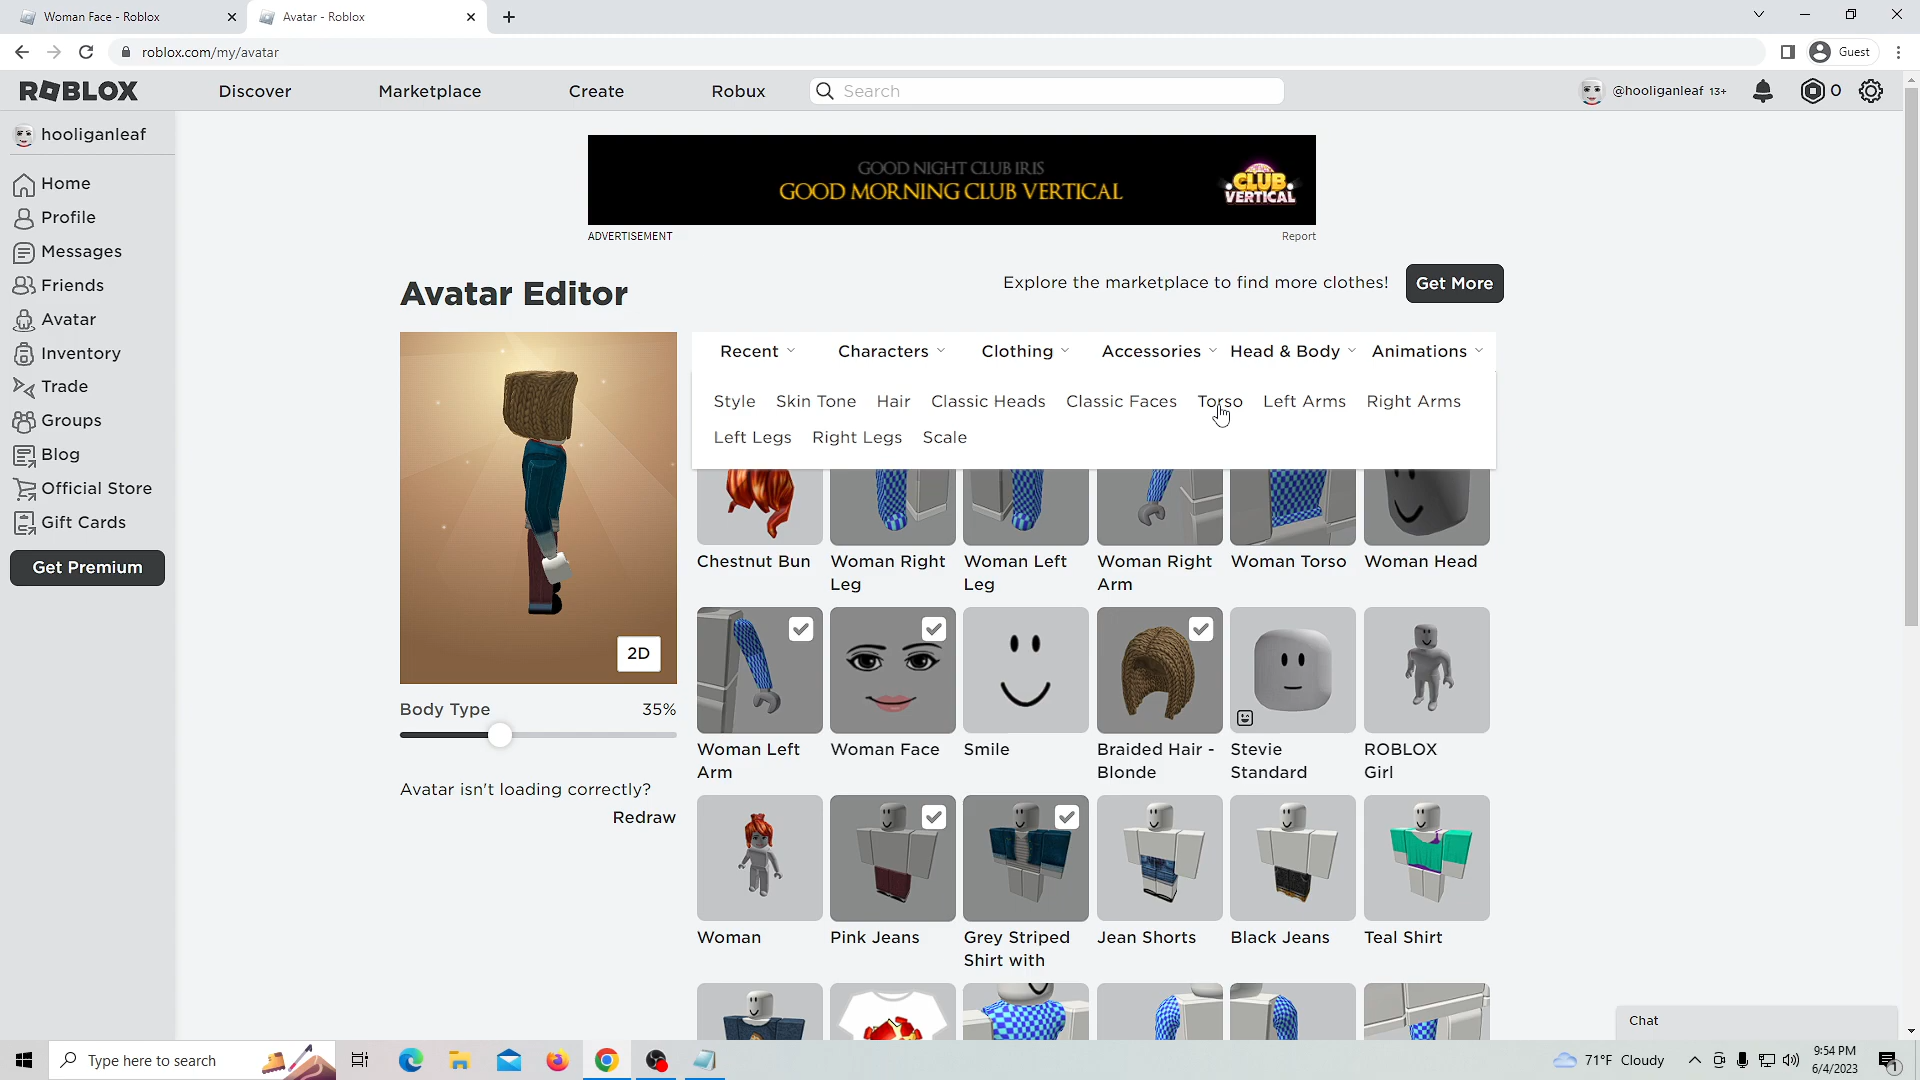 Woman Face - Roblox
Avatar - Roblox
roblox.com/my/avatar
Guest
ROBLOX
Discover
Marketplace
Create
Robux
Search
@hooliganleaf 13+
0
hooliganleaf
Home
Profile
Messages
Friends
Avatar
Inventory
Trade
Groups
Blog
Official Store
Gift Cards
Get Premium
GOOD NIGHT CLUB IRIS
GOOD MORNING CLUB VERTICAL
CLUB
VERTICAL
ADVERTISEMENT
Report
Avatar Editor
Explore the marketplace to find more clothes!
Get More
Recent
Characters
Clothing
Accessories
Head & Body
Animations
Style
Skin Tone
Hair
Classic Heads
Classic Faces
Torso
Left Arms
Right Arms
Left Legs
Right Legs
Scale
2D
Body Type
35%
Avatar isn't loading correctly?
Redraw
Chestnut Bun
Woman Right
Leg
Woman Left
Leg
Woman Right
Arm
Woman Torso
Woman Head
Woman Left
Arm
Woman Face
Smile
Braided Hair -
Blonde
Stevie
Standard
ROBLOX
Girl
Woman
Pink Jeans
Grey Striped
Shirt with
Jean Shorts
Black Jeans
Teal Shirt
Chat
Type here to search
71°F Cloudy
9:54 PM
6/4/2023
1